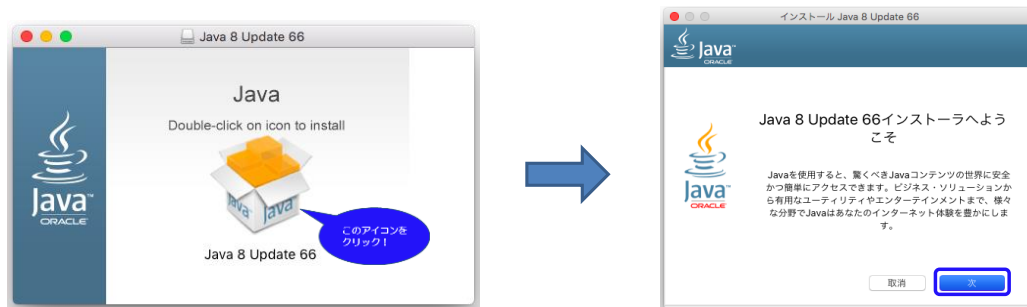 Java 8 Update 66
Java
Double-click on icon to install
Java
Java
このアイコンを
クリック！
Java 8 Update 66
Java™
ORACLE
インストール Java 8 Update 66
Java™
ORACLE
Java 8 Update 66インストーラへよう
こそ
Javaを使用すると、驚くべきJavaコンテンツの世界に安全
かつ簡単にアクセスできます。ビジネス・ソリューションか
ら有用なユーティリティやエンターテインメントまで、様々
な分野でJavaはあなたのインターネット体験を豊かにしま
す。
Java™
ORACLE
取消
次